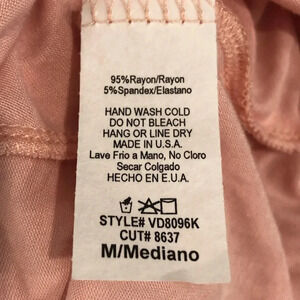 95%Rayon/Rayon
5%Spandex/Elastano
HAND WASH COLD
DO NOT BLEACH
HANG OR LINE DRY
MADE IN U.S.A.
Lave Frio a Mano, No Cloro
Secar Colgado
HECHO EN E.U.A.
STYLE# VD8096K
CUT# 8637
M/Mediano